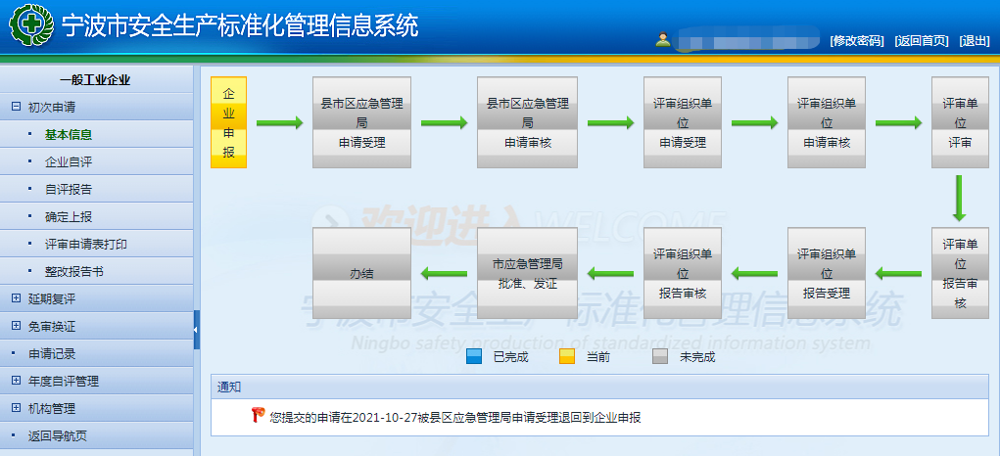 宁波市安全生产标准化管理信息系统
[修改密码] [返回首页] [退出]
一般工业企业
初次申请
基本信息
企业自评
自评报告
确定上报
评审申请表打印
整改报告书
延期复评
免审换证
申请记录
年度自评管理
机构管理
返回导航页
企
业
申
报
县市区应急管理
局
申请受理
县市区应急管理
局
申请审核
评审组织单
位
申请受理
评审组织单
位
申请审核
评审单
位
评审
欢迎进入 WELCOME
办结
市应急管理局
批准、发证
评审组织单
位
报告审核
评审组织单
位
报告受理
评审单
位
报告审
核
宁波市安全生产标准化管理信息系统
Ningbo safety production of standardized information system
已完成 当前 未完成
通知
您提交的申请在2021-10-27被县区应急管理局申请受理退回到企业申报